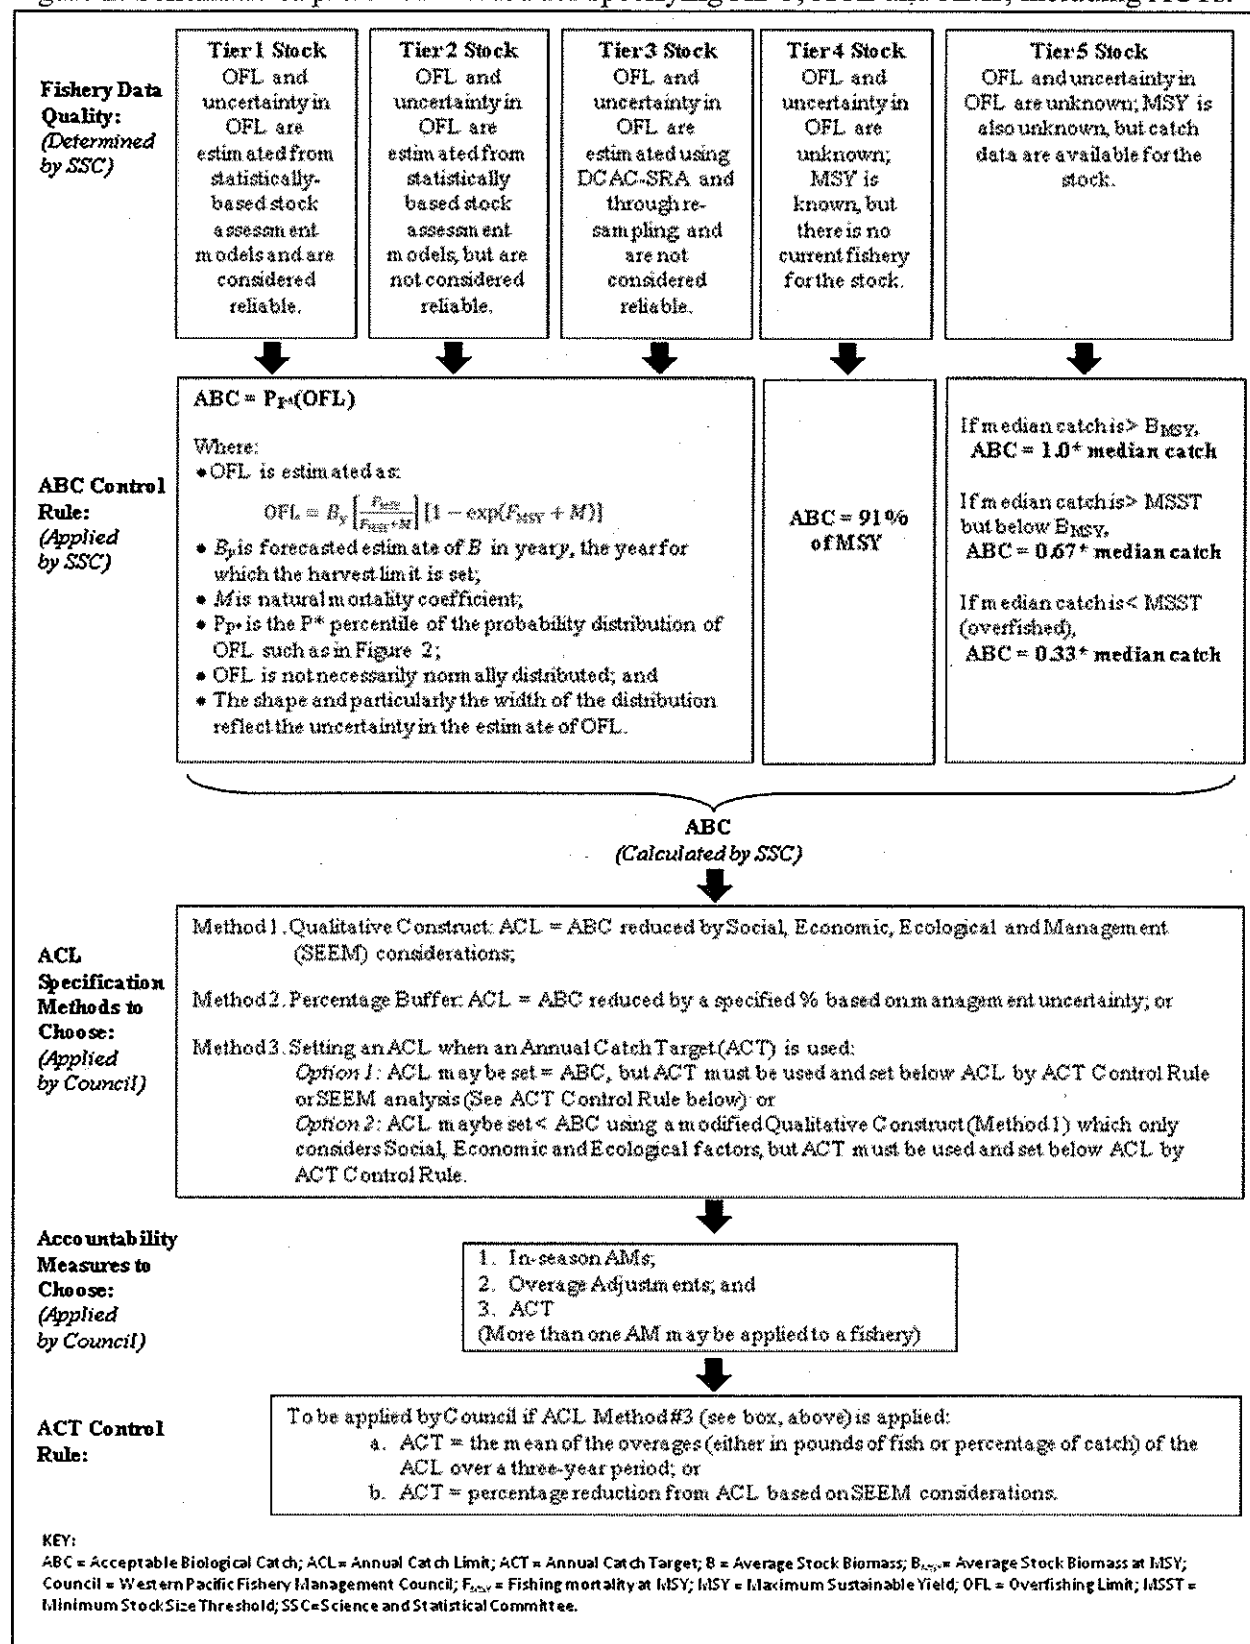 Tier 1 Stock
OFL and
uncertainty in
OFL are
estimated from
statistically-
based stock
assessment
models and are
considered
reliable.
Tier 2 Stock
OFL and
uncertainty in
OFL are
estimated from
statistically
based stock
assessment
models, but are
not considered
reliable.
Tier 3 Stock
OFL and
uncertainty in
OFL are
estimated using
DCAC-SRA and
through re-
sampling and
are not
considered
reliable.
Tier 4 Stock
OFL and
uncertainty in
OFL are
unknown;
MSY is
known, but
there is no
current fishery
for the stock.
Tier 5 Stock
OFL and uncertainty in
OFL are unknown; MSY is
also unknown, but catch
data are available for the
stock.
Fishery Data
Quality:
(Determined
by SSC)
ABC Control
Rule:
(Applied
by SSC)
ABC = P_P*(OFL)
Where:
• OFL is estimated as:
OFL = B_y [F_MSY / (F_MSY + M)] [1 − exp(F_MSY + M)]
• B_y is forecasted estimate of B in year y, the year for
which the harvest limit is set;
• M is natural mortality coefficient;
• P_P* is the P* percentile of the probability distribution of
OFL such as in Figure 2;
• OFL is not necessarily normally distributed; and
• The shape and particularly the width of the distribution
reflect the uncertainty in the estimate of OFL.
ABC = 91%
of MSY
If median catch is > B_MSY,
ABC = 1.0* median catch
If median catch is > MSST
but below B_MSY,
ABC = 0.67* median catch
If median catch is < MSST
(overfished),
ABC = 0.33* median catch
ABC
(Calculated by SSC)
ACL
Specification
Methods to
Choose:
(Applied
by Council)
Method 1. Qualitative Construct: ACL = ABC reduced by Social, Economic, Ecological and Management
(SEEM) considerations;
Method 2. Percentage Buffer: ACL = ABC reduced by a specified % based on management uncertainty; or
Method 3. Setting an ACL when an Annual Catch Target (ACT) is used:
Option 1: ACL may be set = ABC, but ACT must be used and set below ACL by ACT Control Rule
or SEEM analysis (See ACT Control Rule below) or
Option 2: ACL maybe set < ABC using a modified Qualitative Construct (Method 1) which only
considers Social, Economic and Ecological factors, but ACT must be used and set below ACL by
ACT Control Rule.
Accountability
Measures to
Choose:
(Applied
by Council)
1. In-season AMs;
2. Overage Adjustments; and
3. ACT
(More than one AM may be applied to a fishery)
ACT Control
Rule:
To be applied by Council if ACL Method #3 (see box, above) is applied:
a. ACT = the mean of the overages (either in pounds of fish or percentage of catch) of the
ACL over a three-year period; or
b. ACT = percentage reduction from ACL based on SEEM considerations.
KEY:
ABC = Acceptable Biological Catch; ACL = Annual Catch Limit; ACT = Annual Catch Target; B = Average Stock Biomass; B_MSY = Average Stock Biomass at MSY;
Council = Western Pacific Fishery Management Council; F_MSY = Fishing mortality at MSY; MSY = Maximum Sustainable Yield; OFL = Overfishing Limit; MSST =
Minimum Stock Size Threshold; SSC=Science and Statistical Committee.